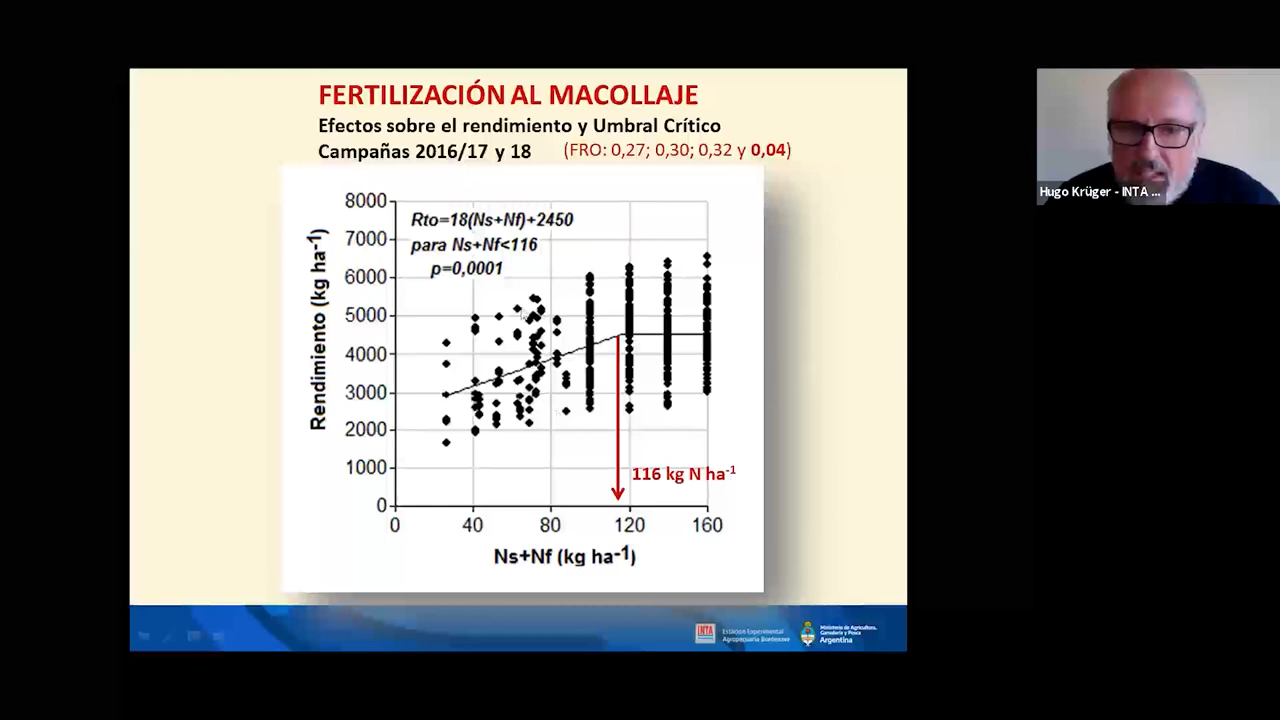 FERTILIZACIÓN AL MACOLLAJE
Efectos sobre el rendimiento y Umbral Crítico
Campañas 2016/17 y 18 (FRO: 0,27; 0,30; 0,32 y 0,04)
Rto=18(Ns+Nf)+2450
para Ns+Nf<116
p=0,0001
Rendimiento (kg ha-1)
8000
7000
6000
5000
4000
3000
2000
1000
0
116 kg N ha-1
0 40 80 120 160
Ns+Nf (kg ha-1)
Hugo Krüger - INTA ...
INTA
Estación Experimental
Agropecuaria Bordenave
Ministerio de Agricultura,
Ganadería y Pesca
Argentina